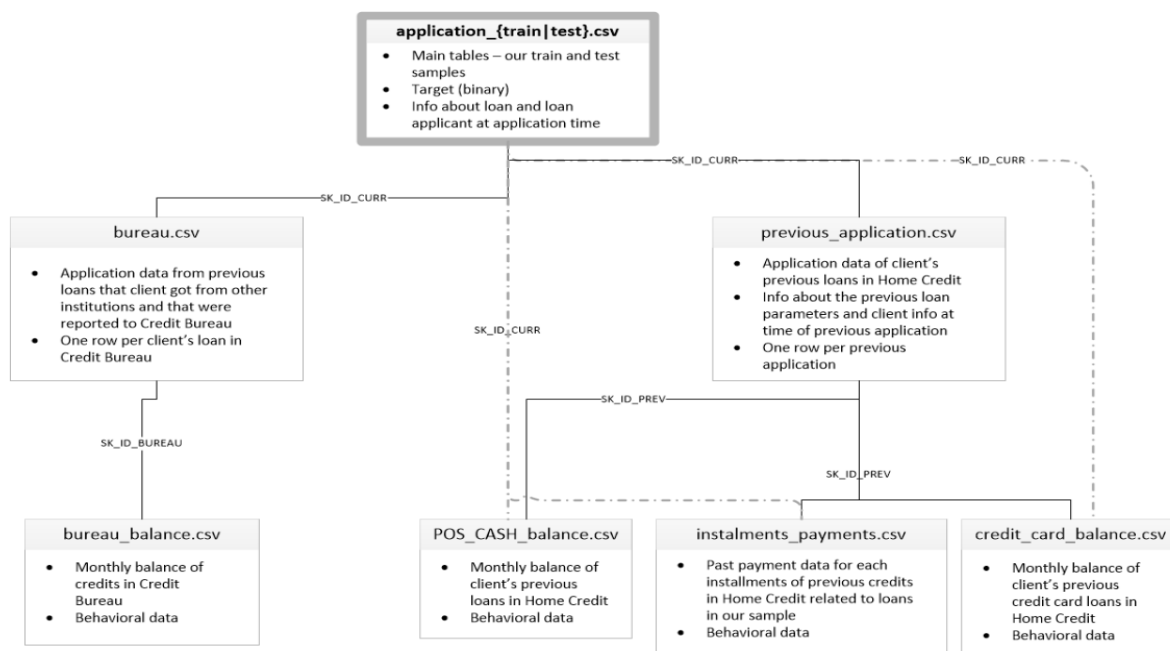 application_{train|test}.csv
• Main tables – our train and test
samples
• Target (binary)
• Info about loan and loan
applicant at application time
SK_ID_CURR
SK_ID_CURR
SK_ID_CURR
bureau.csv
• Application data from previous
loans that client got from other
institutions and that were
reported to Credit Bureau
• One row per client's loan in
Credit Bureau
previous_application.csv
• Application data of client's
previous loans in Home Credit
• Info about the previous loan
parameters and client info at
time of previous application
• One row per previous
application
SK_ID_CURR
SK_ID_PREV
SK_ID_BUREAU
SK_ID_PREV
bureau_balance.csv
• Monthly balance of
credits in Credit
Bureau
• Behavioral data
POS_CASH_balance.csv
• Monthly balance of
client's previous
loans in Home Credit
• Behavioral data
instalments_payments.csv
• Past payment data for each
installments of previous credits
in Home Credit related to loans
in our sample
• Behavioral data
credit_card_balance.csv
• Monthly balance of
client's previous
credit card loans in
Home Credit
• Behavioral data